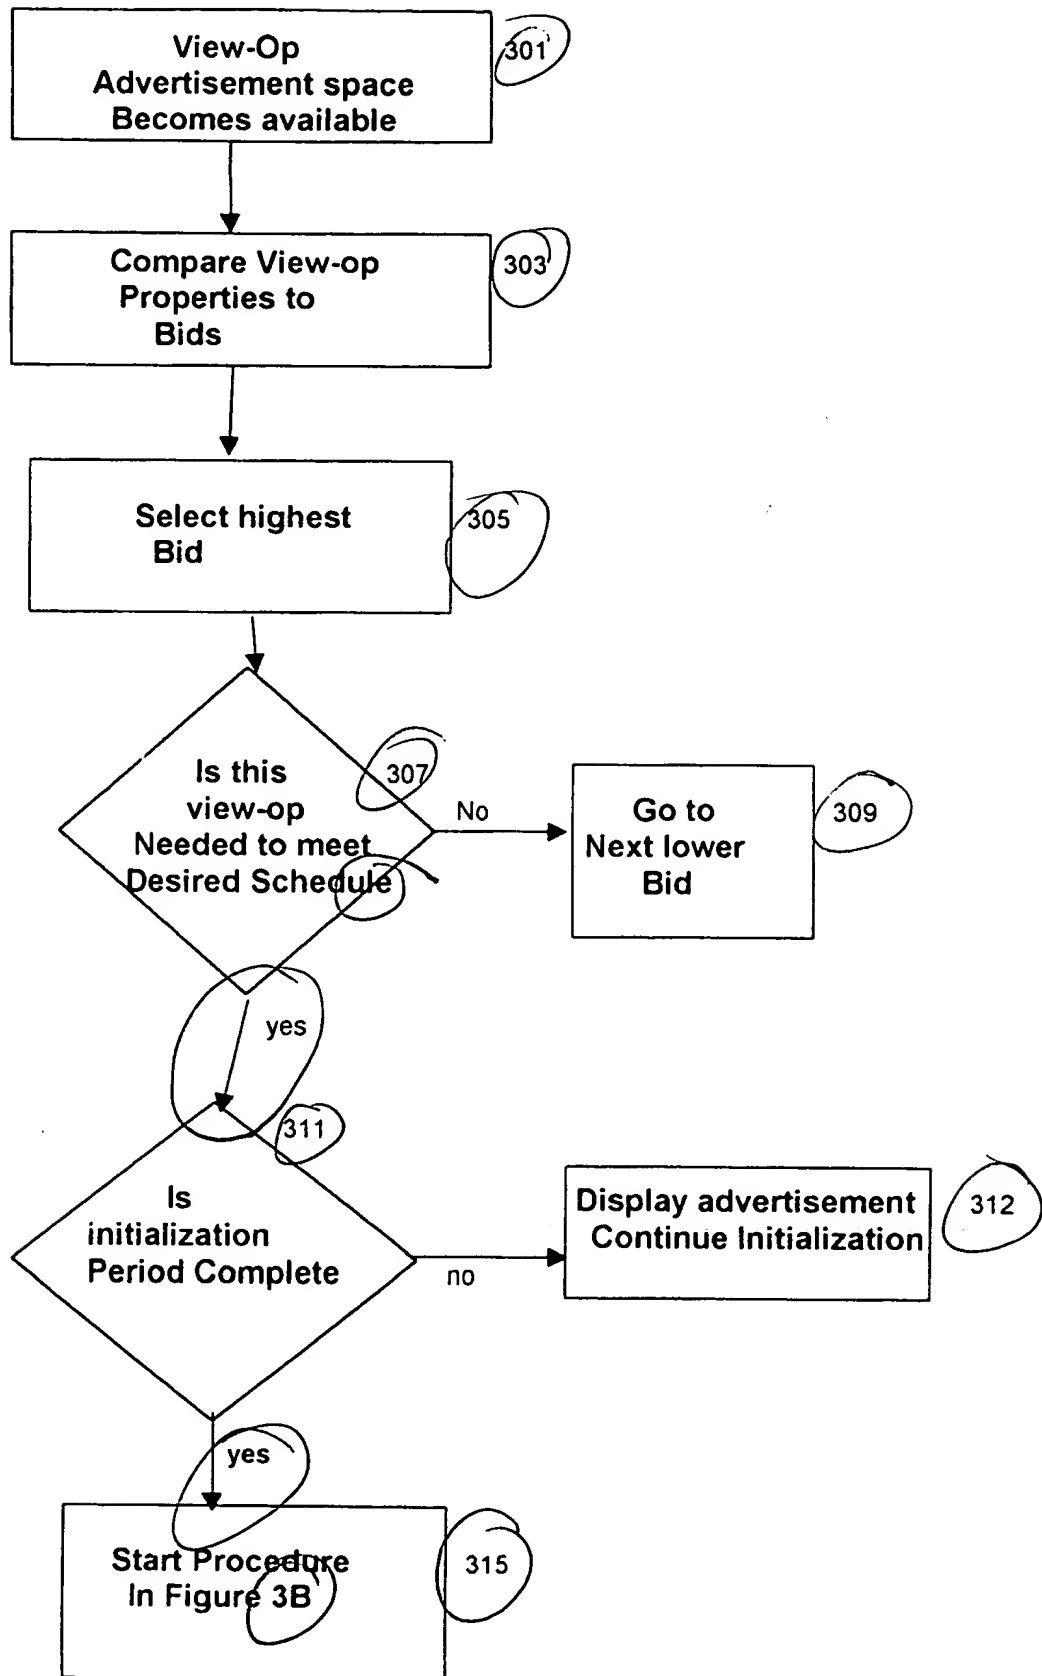 View-Op
Advertisement space
Becomes available
301
Compare View-op
Properties to
Bids
303
Select highest
Bid
305
Is this
view-op
Needed to meet
Desired Schedule
307
No
Go to
Next lower
Bid
309
yes
311
Is
initialization
Period Complete
no
Display advertisement
Continue Initialization
312
yes
Start Procedure
In Figure 3B
315